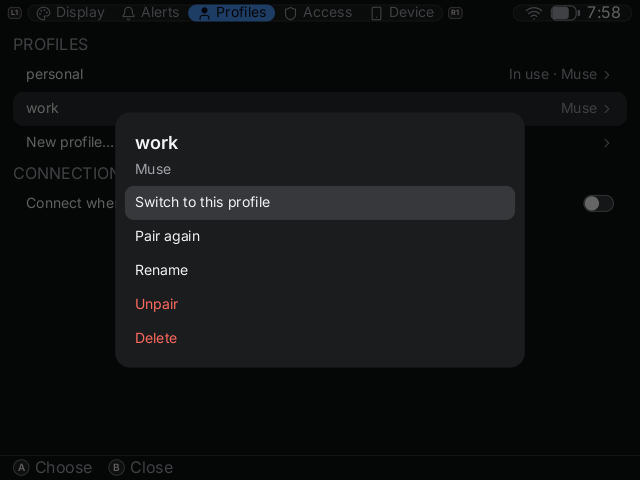 L1 Display Alerts Profiles Access Device R1 7:58
PROFILES
personal In use · Muse
work Muse
New profile...
CONNECTION
Connect whe
work
Muse
Switch to this profile
Pair again
Rename
Unpair
Delete
A Choose B Close